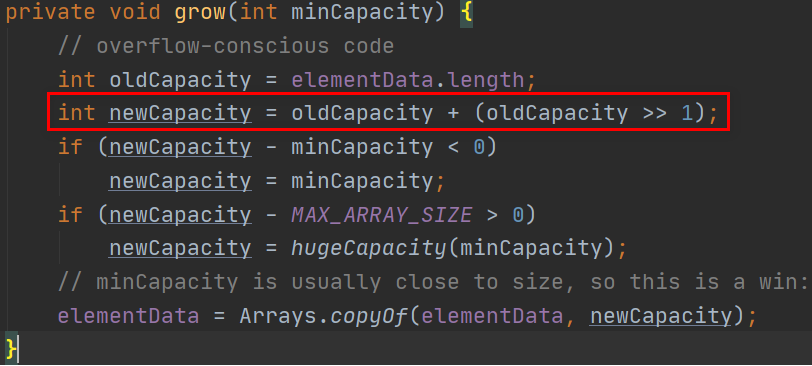 private void grow(int minCapacity) {
    // overflow-conscious code
    int oldCapacity = elementData.length;
    int newCapacity = oldCapacity + (oldCapacity >> 1);
    if (newCapacity - minCapacity < 0)
        newCapacity = minCapacity;
    if (newCapacity - MAX_ARRAY_SIZE > 0)
        newCapacity = hugeCapacity(minCapacity);
    // minCapacity is usually close to size, so this is a win:
    elementData = Arrays.copyOf(elementData, newCapacity);
}